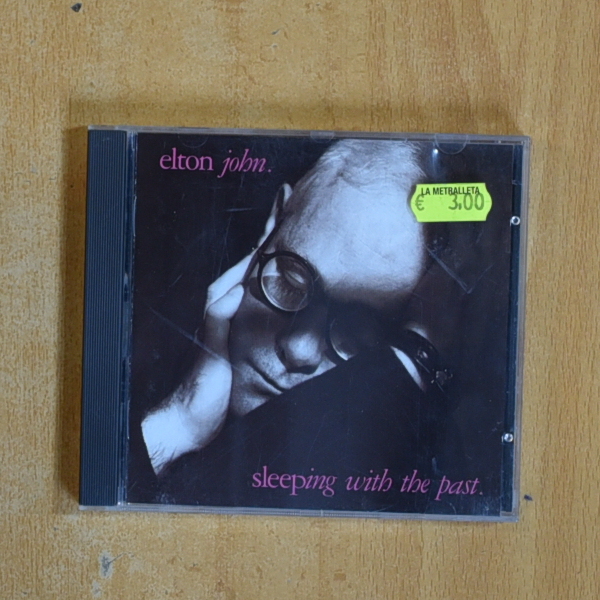 elton john.
LA METRALLETA
€ 3.00
sleeping with the past.